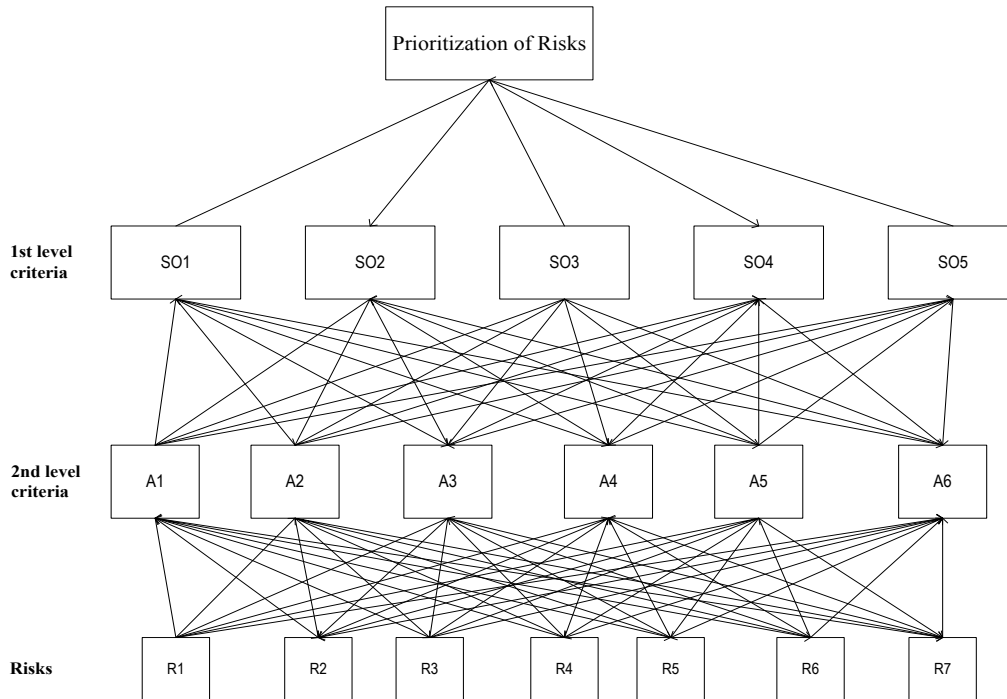 Prioritization of Risks
1st level
criteria
SO1
SO2
SO3
SO4
SO5
2nd level
criteria
A1
A2
A3
A4
A5
A6
Risks
R1
R2
R3
R4
R5
R6
R7